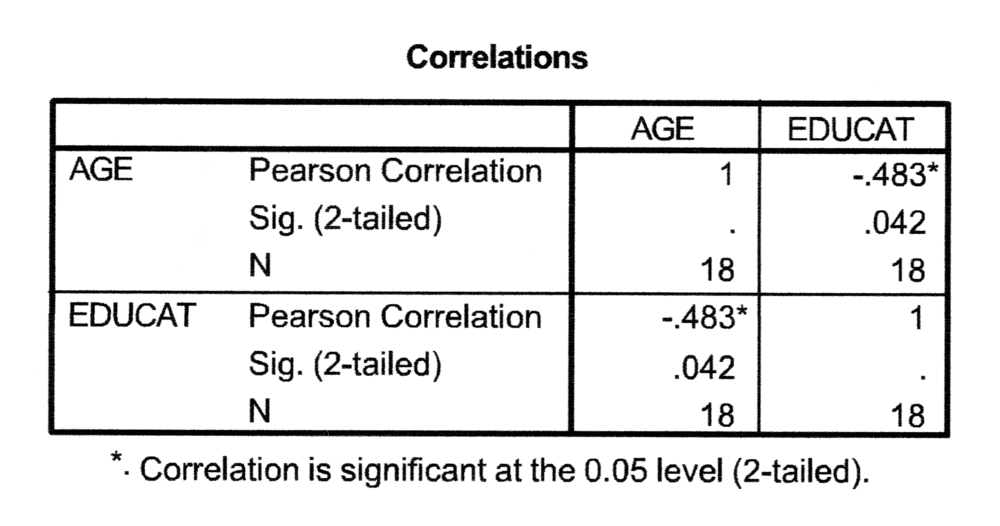 Correlations
AGE EDUCAT
AGE Pearson Correlation 1 -.483*
Sig. (2-tailed) . .042
N 18 18
EDUCAT Pearson Correlation -.483* 1
Sig. (2-tailed) .042 .
N 18 18
*. Correlation is significant at the 0.05 level (2-tailed).